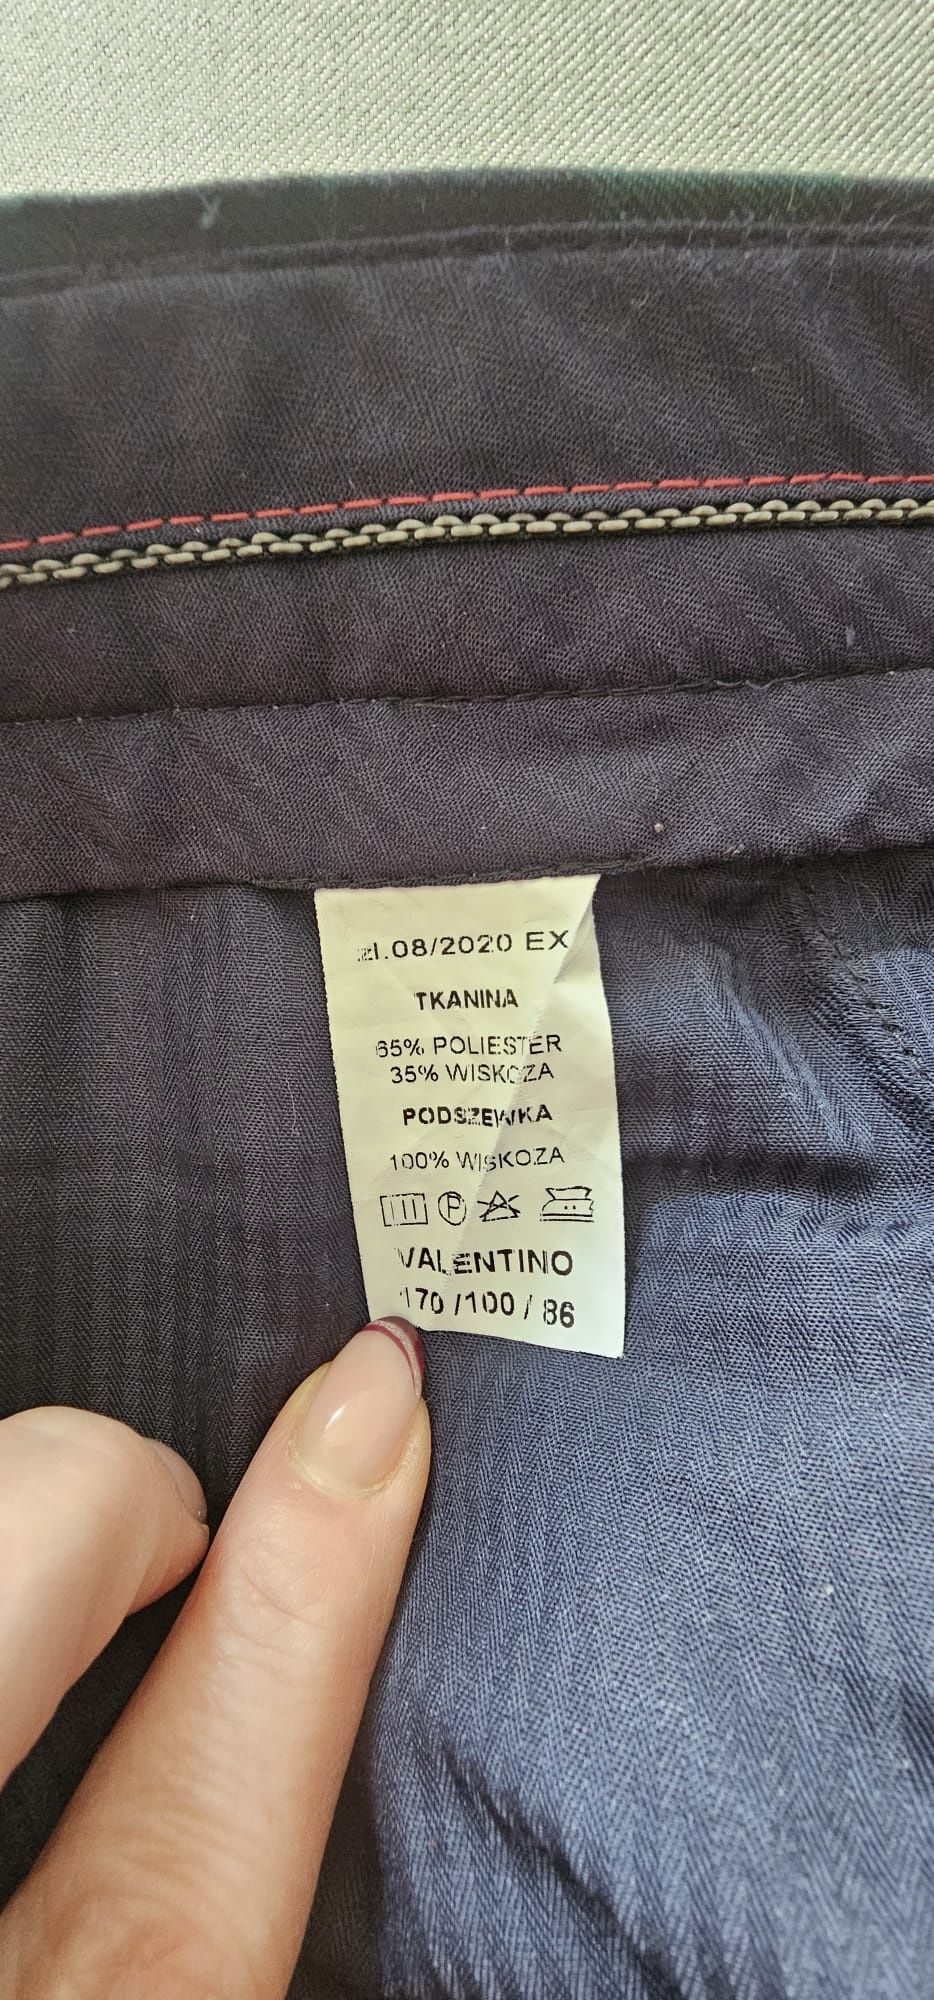 zl.08/2020 EX
TKANINA
65% POLIESTER
35% WISKOZA
PODSZEWKA
100% WISKOZA
P
VALENTINO
170 /100 / 86